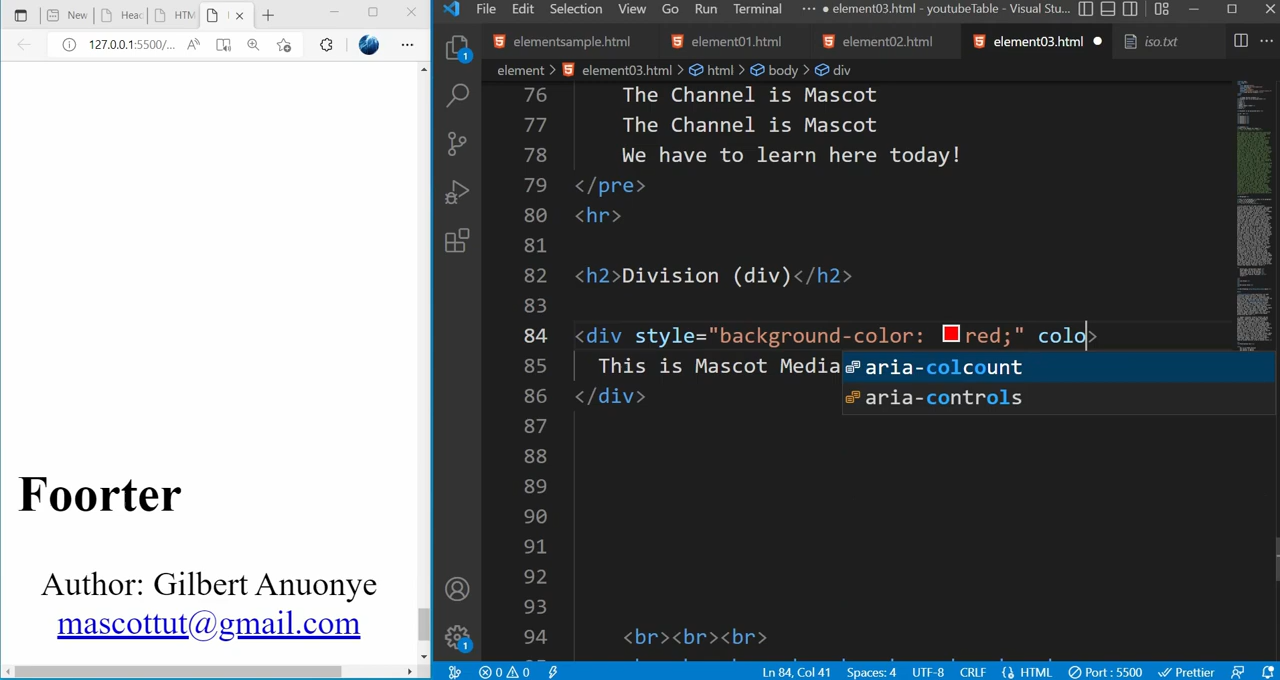 New
Head
HTM
File Edit Selection View Go Run Terminal ··· ● element03.html - youtubeTable - Visual Stu...
127.0.0.1:5500/...
elementsample.html element01.html element02.html element03.html ● iso.txt
element > element03.html > html > body > div
76 The Channel is Mascot
77 The Channel is Mascot
78 We have to learn here today!
79 </pre>
80 <hr>
81
82 <h2>Division (div)</h2>
83
84 <div style="background-color: red;" colo>
85 This is Mascot Media
aria-colcount
86 </div>
aria-controls
87
88
89
90
91
92
93
94 <br><br><br>
Foorter
Author: Gilbert Anuonye
mascottut@gmail.com
1
1
0 0 Ln 84, Col 41 Spaces: 4 UTF-8 CRLF HTML Port : 5500 Prettier